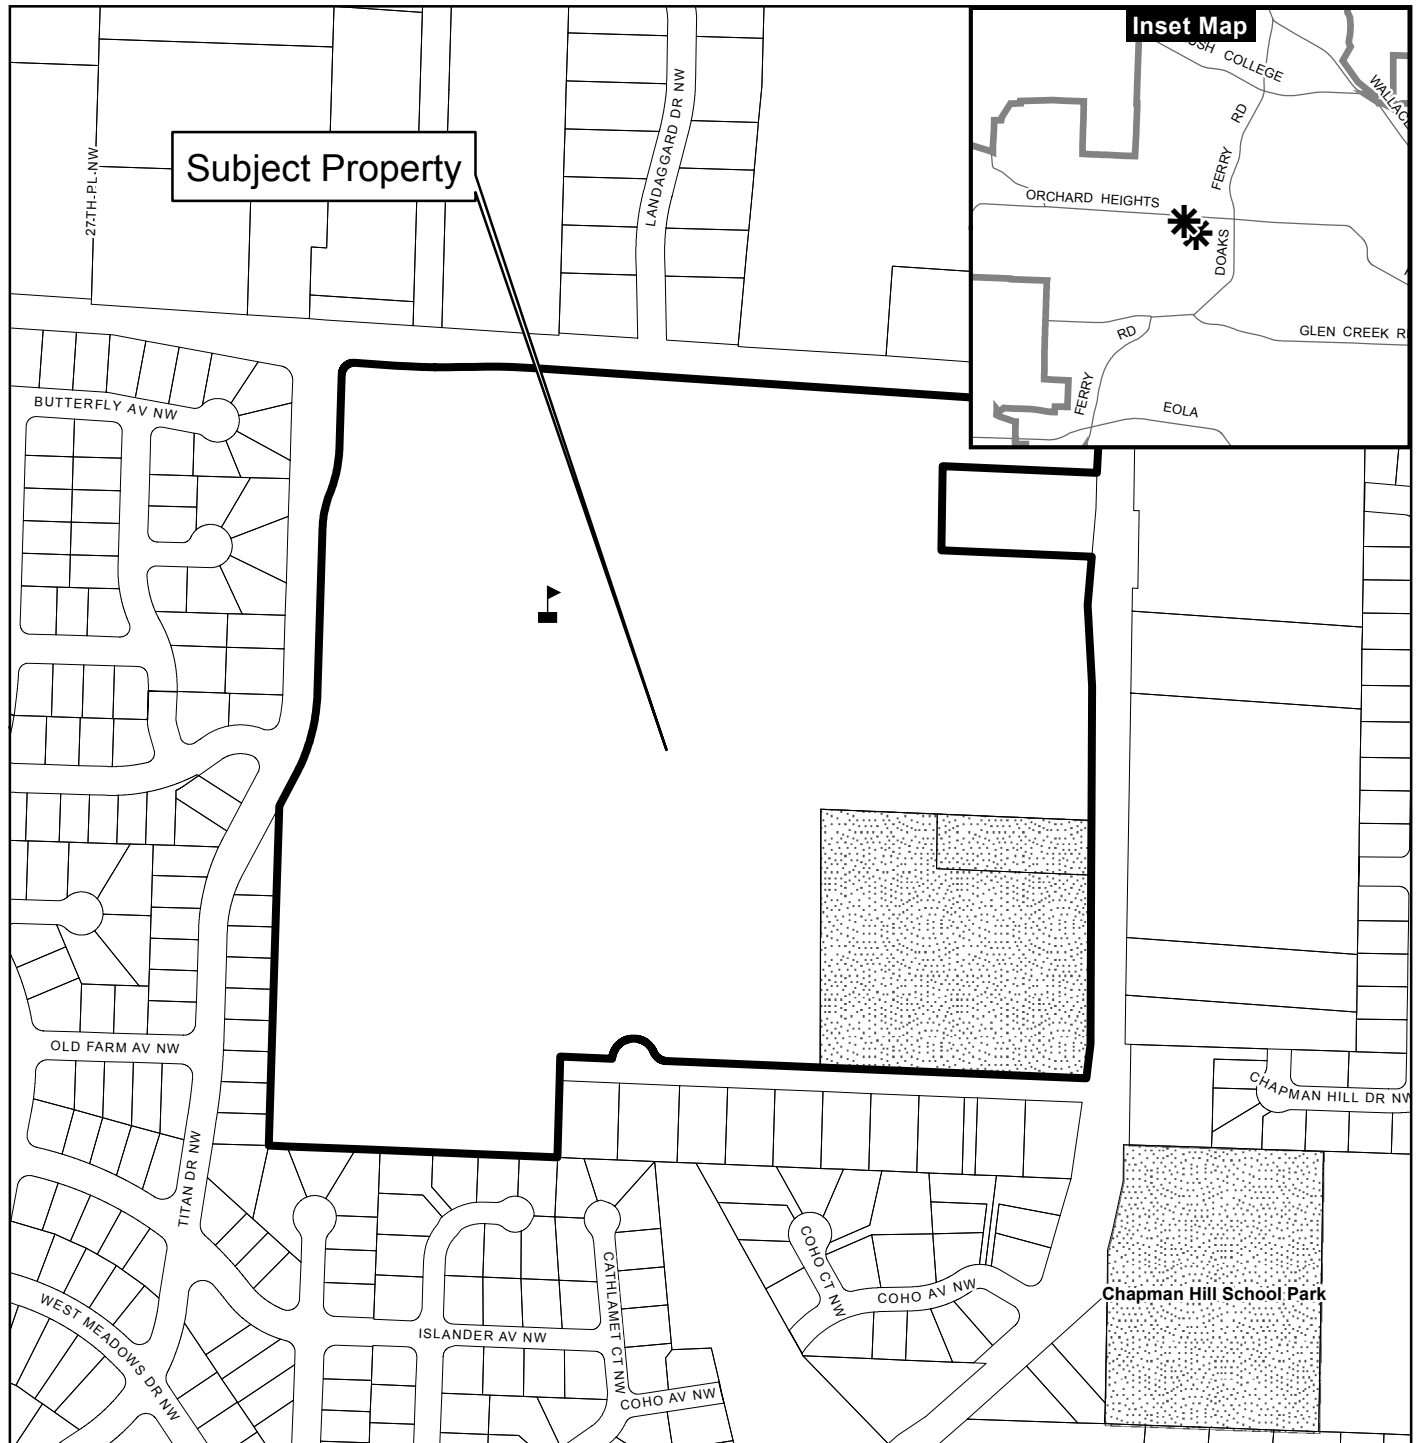 Inset Map
COLLEGE
WALLACE
RD
FERRY
ORCHARD HEIGHTS
DOAKS
GLEN CREEK
RD
FERRY
EOLA
LANDAGGARD DR NW
27TH PL NW
Subject Property
BUTTERFLY AV NW
OLD FARM AV NW
CHAPMAN HILL DR NW
TITAN DR NW
COHO CT NW
CATHLAMET CT NW
COHO AV NW
Chapman Hill School Park
WEST MEADOWS DR NW
ISLANDER AV NW
COHO AV NW